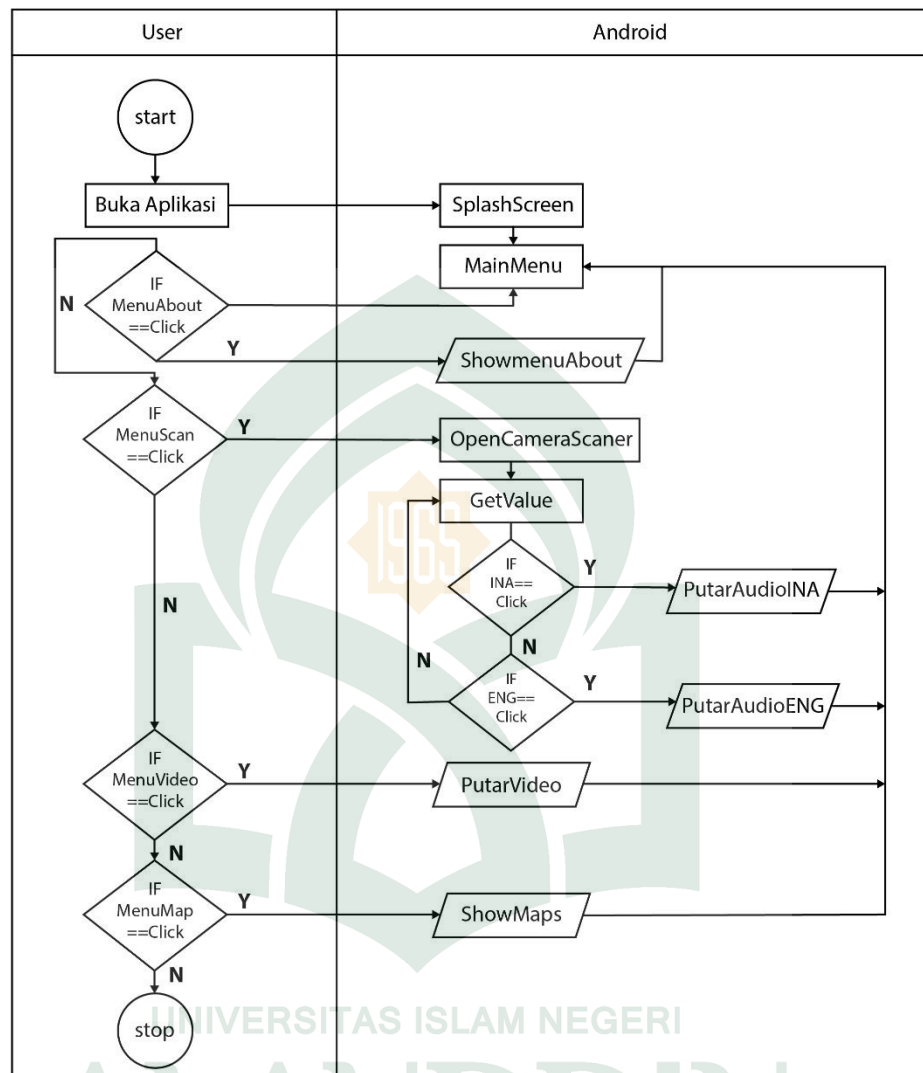 User
Android
start
Buka Aplikasi
SplashScreen
MainMenu
IF
MenuAbout
==Click
N
Y
ShowmenuAbout
IF
MenuScan
==Click
Y
OpenCameraScaner
GetValue
1965
IF
INA==
Click
Y
PutarAudioINA
N
N
N
IF
ENG==
Click
Y
PutarAudioENG
IF
MenuVideo
==Click
Y
PutarVideo
N
IF
MenuMap
==Click
Y
ShowMaps
N
stop
UNIVERSITAS ISLAM NEGERI